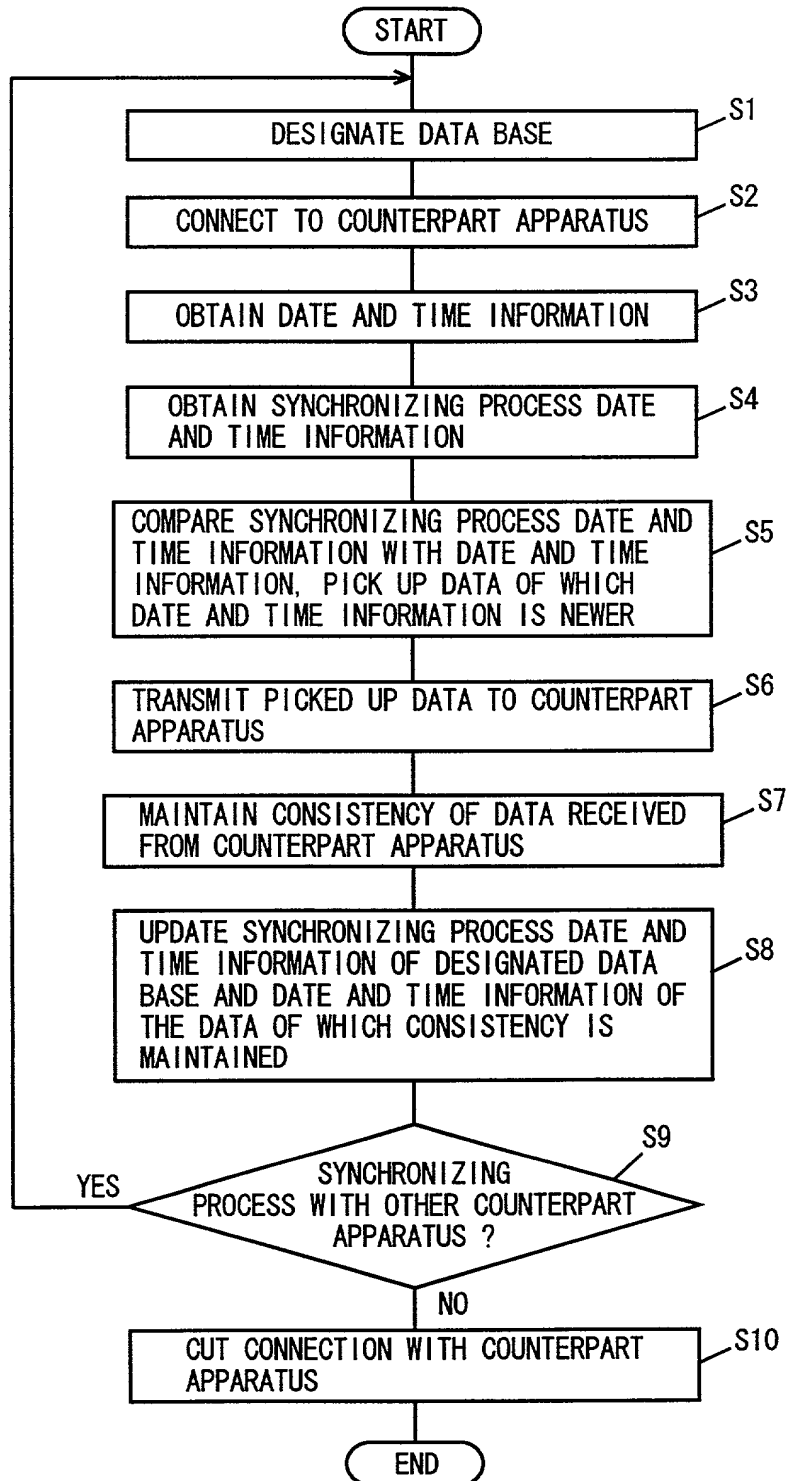 START
DESIGNATE DATA BASE
S1
CONNECT TO COUNTERPART APPARATUS
S2
OBTAIN DATE AND TIME INFORMATION
S3
OBTAIN SYNCHRONIZING PROCESS DATE
AND TIME INFORMATION
S4
COMPARE SYNCHRONIZING PROCESS DATE AND
TIME INFORMATION WITH DATE AND TIME
INFORMATION, PICK UP DATA OF WHICH
DATE AND TIME INFORMATION IS NEWER
S5
TRANSMIT PICKED UP DATA TO COUNTERPART
APPARATUS
S6
MAINTAIN CONSISTENCY OF DATA RECEIVED
FROM COUNTERPART APPARATUS
S7
UPDATE SYNCHRONIZING PROCESS DATE AND
TIME INFORMATION OF DESIGNATED DATA
BASE AND DATE AND TIME INFORMATION OF
THE DATA OF WHICH CONSISTENCY IS
MAINTAINED
S8
SYNCHRONIZING
PROCESS WITH OTHER COUNTERPART
APPARATUS ?
S9
YES
NO
CUT CONNECTION WITH COUNTERPART
APPARATUS
S10
END